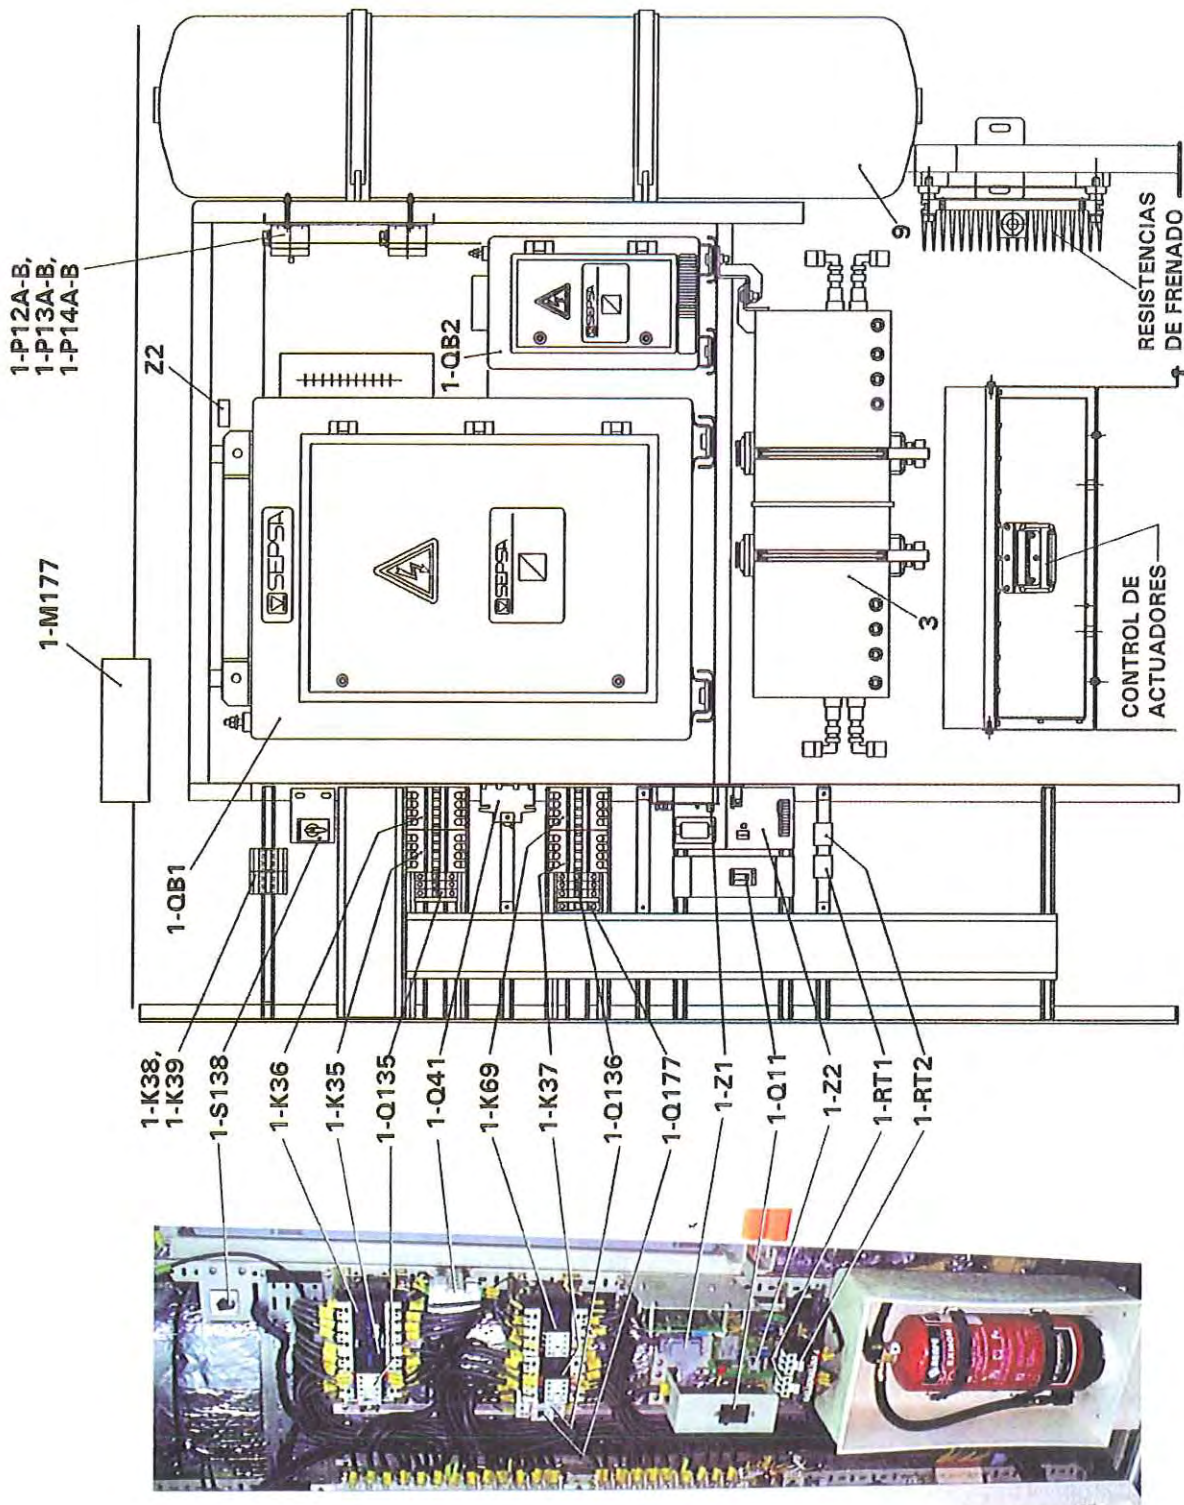 1-P12A-B,
1-P13A-B,
1-P14A-B
Z2
1-M177
1-QB1
1-QB2
SEPSA
SEPSA
SEPSA
9
3
RESISTENCIAS
DE FRENADO
CONTROL DE
ACTUADORES
1-K38,
1-K39
1-S138
1-K36
1-K35
1-Q135
1-Q41
1-K69
1-K37
1-Q136
1-Q177
1-Z1
1-Q11
1-Z2
1-RT1
1-RT2